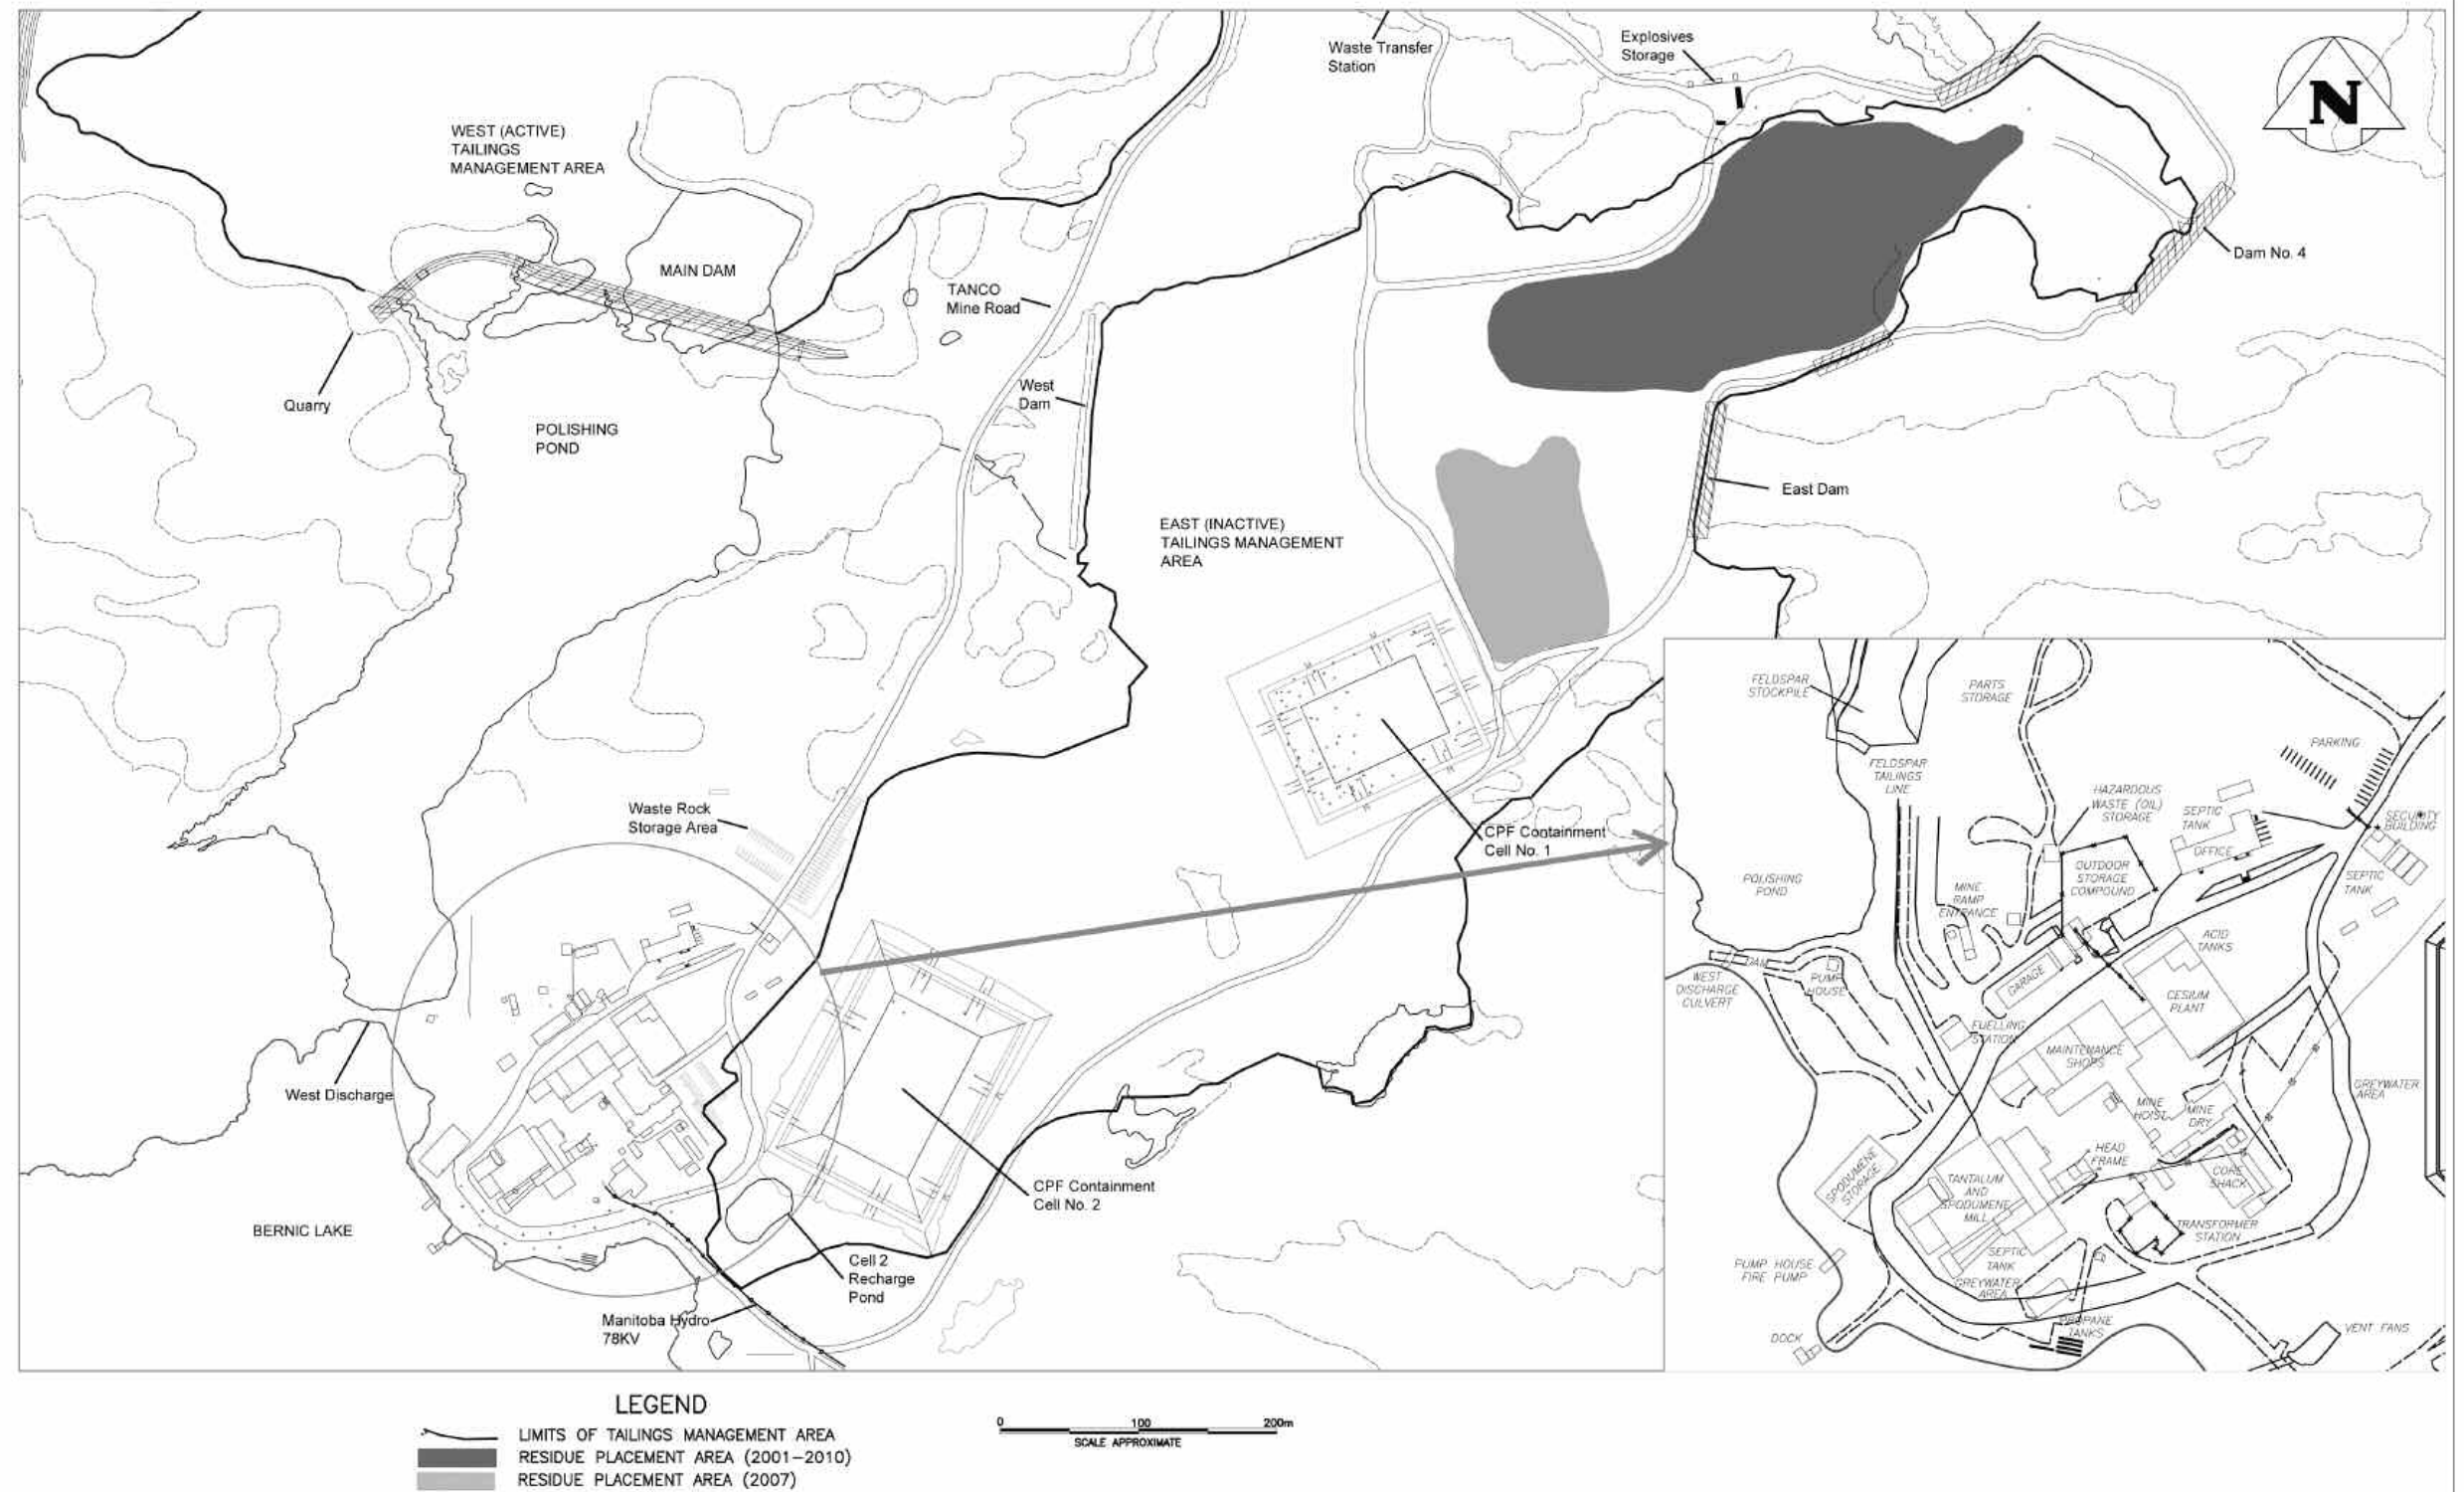 Waste Transfer
Station
Explosives
Storage
N
WEST (ACTIVE)
TAILINGS
MANAGEMENT AREA
MAIN DAM
Dam No. 4
TANCO
Mine Road
West
Dam
Quarry
POLISHING
POND
East Dam
EAST (INACTIVE)
TAILINGS MANAGEMENT
AREA
Waste Rock
Storage Area
CPF Containment
Cell No. 1
West Discharge
CPF Containment
Cell No. 2
BERNIC LAKE
Cell 2
Recharge
Pond
Manitoba Hydro
78KV
FELDSPAR
STOCKPILE
PARTS
STORAGE
PARKING
FELDSPAR
TAILINGS
LINE
HAZARDOUS
WASTE (OIL)
STORAGE
SEPTIC
TANK
SECURITY
BUILDING
OFFICE
OUTDOOR
STORAGE
COMPOUND
SEPTIC
TANK
POLISHING
POND
MINE
RAMP
ENTRANCE
ACID
TANKS
DAM
WEST
DISCHARGE
CULVERT
PUMP
HOUSE
GARAGE
CESIUM
PLANT
FUELLING
STATION
MAINTENANCE
SHOPS
GREYWATER
AREA
MINE
HOIST
MINE
DRY
HEAD
FRAME
CORE
SHACK
SPODUMENE
STORAGE
TANTALUM
AND
SPODUMENE
MILL
TRANSFORMER
STATION
SEPTIC
TANK
PUMP HOUSE
FIRE PUMP
GREYWATER
AREA
PROPANE
TANKS
DOCK
VENT FANS
LEGEND
LIMITS OF TAILINGS MANAGEMENT AREA
RESIDUE PLACEMENT AREA (2001-2010)
RESIDUE PLACEMENT AREA (2007)
0 100 200m
SCALE APPROXIMATE